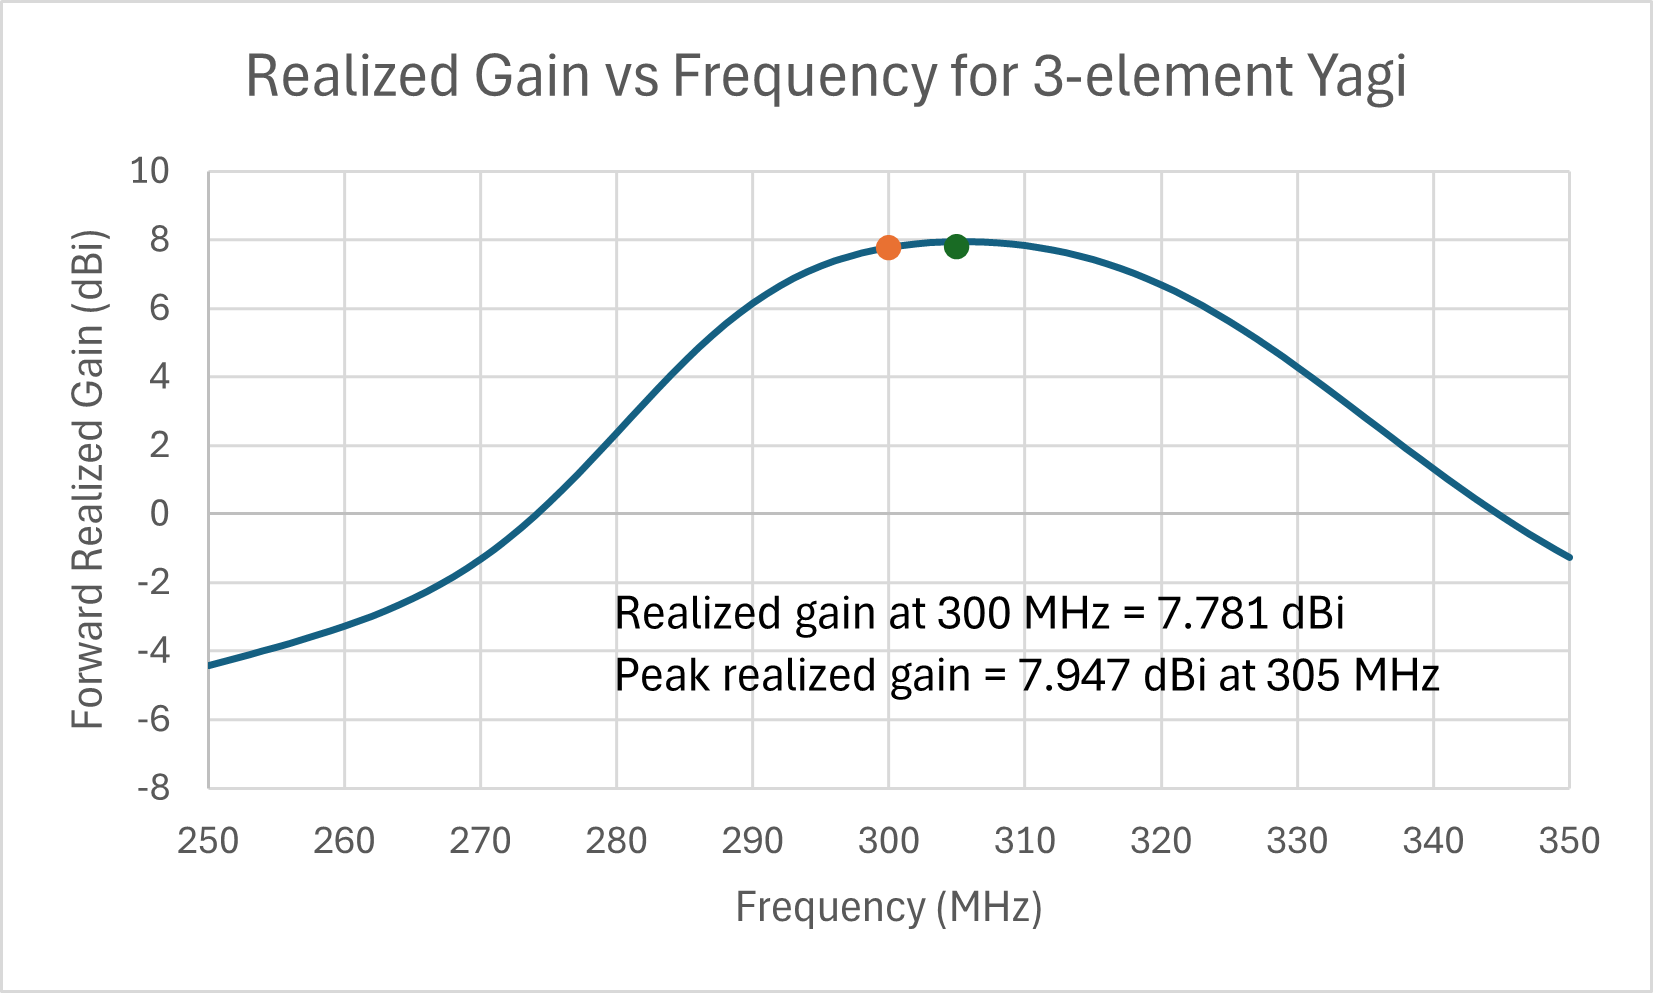 Realized Gain vs Frequency for 3-element Yagi
Forward Realized Gain (dBi)
10
8
6
4
2
0
-2
-4
-6
-8
Realized gain at 300 MHz = 7.781 dBi
Peak realized gain = 7.947 dBi at 305 MHz
250 260 270 280 290 300 310 320 330 340 350
Frequency (MHz)